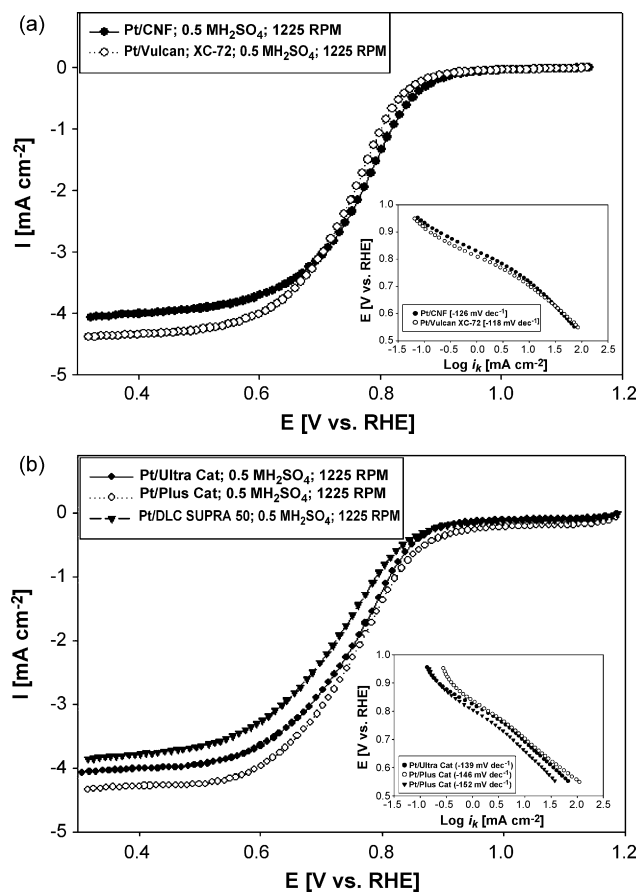 (a)
Pt/CNF; 0.5 MH2SO4; 1225 RPM
Pt/Vulcan; XC-72; 0.5 MH2SO4; 1225 RPM
0
-1
-2
-3
-4
-5
I [mA cm-2]
0.4 0.6 0.8 1.0 1.2
E [V vs. RHE]
1.0
0.9
0.8
0.7
0.6
0.5
E [V vs. RHE]
Pt/CNF [-126 mV dec-1]
Pt/Vulcan XC-72 [-118 mV dec-1]
-1.5 -1.0 -0.5 0.0 0.5 1.0 1.5 2.0 2.5
Log ik [mA cm-2]
(b)
Pt/Ultra Cat; 0.5 MH2SO4; 1225 RPM
Pt/Plus Cat; 0.5 MH2SO4; 1225 RPM
Pt/DLC SUPRA 50; 0.5 MH2SO4; 1225 RPM
0
-1
-2
-3
-4
-5
I [mA cm-2]
0.4 0.6 0.8 1.0 1.2
E [V vs. RHE]
1.0
0.9
0.8
0.7
0.6
0.5
E [V vs. RHE]
Pt/Ultra Cat (-139 mV dec-1)
Pt/Plus Cat (-146 mV dec-1)
Pt/Plus Cat (-152 mV dec-1)
-1.5 -1.0 -0.5 0.0 0.5 1.0 1.5 2.0 2.5
Log ik [mA cm-2]